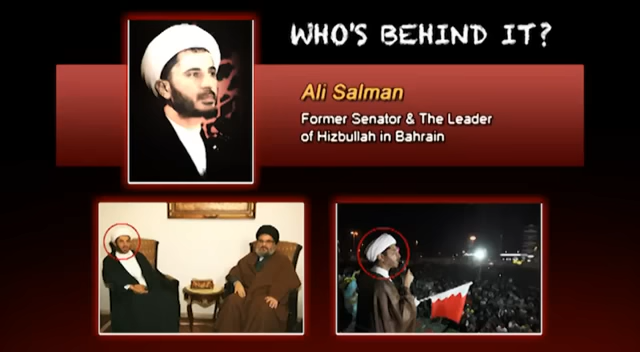 WHO'S BEHIND IT?
Ali Salman
Former Senator & The Leader
of Hizbullah in Bahrain